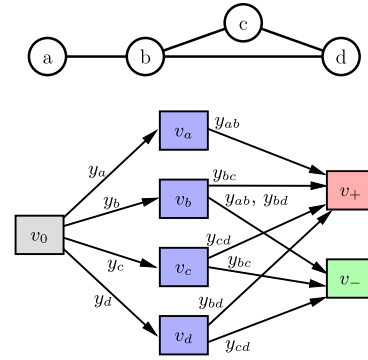 c
a b d
v_a
y_ab
y_a
y_bc
v_+
y_b
v_b
y_ab, y_bd
v_0
y_cd
y_c
v_c
y_bc
v_-
y_d
y_bd
v_d
y_cd